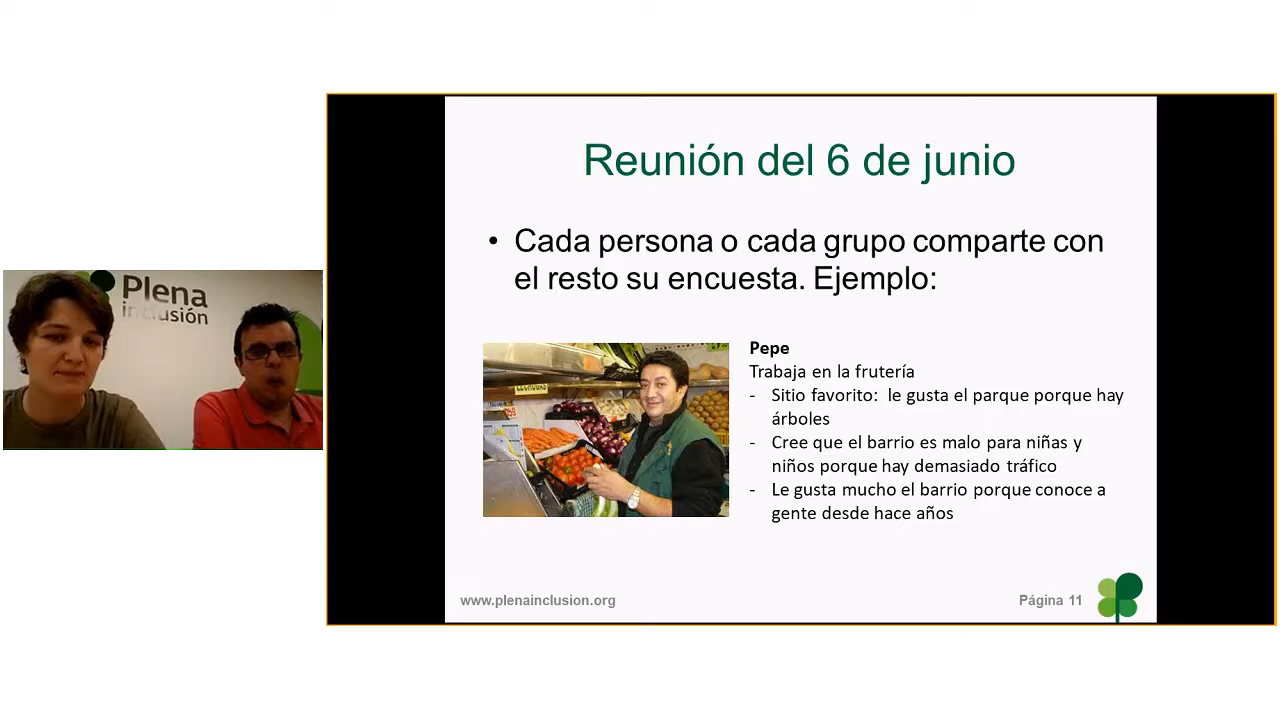 Plena
inclusión
Reunión del 6 de junio
• Cada persona o cada grupo comparte con
el resto su encuesta. Ejemplo:
LECHUGAS
Pepe
Trabaja en la frutería
- Sitio favorito: le gusta el parque porque hay
árboles
- Cree que el barrio es malo para niñas y
niños porque hay demasiado tráfico
- Le gusta mucho el barrio porque conoce a
gente desde hace años
www.plenainclusion.org
Página 11